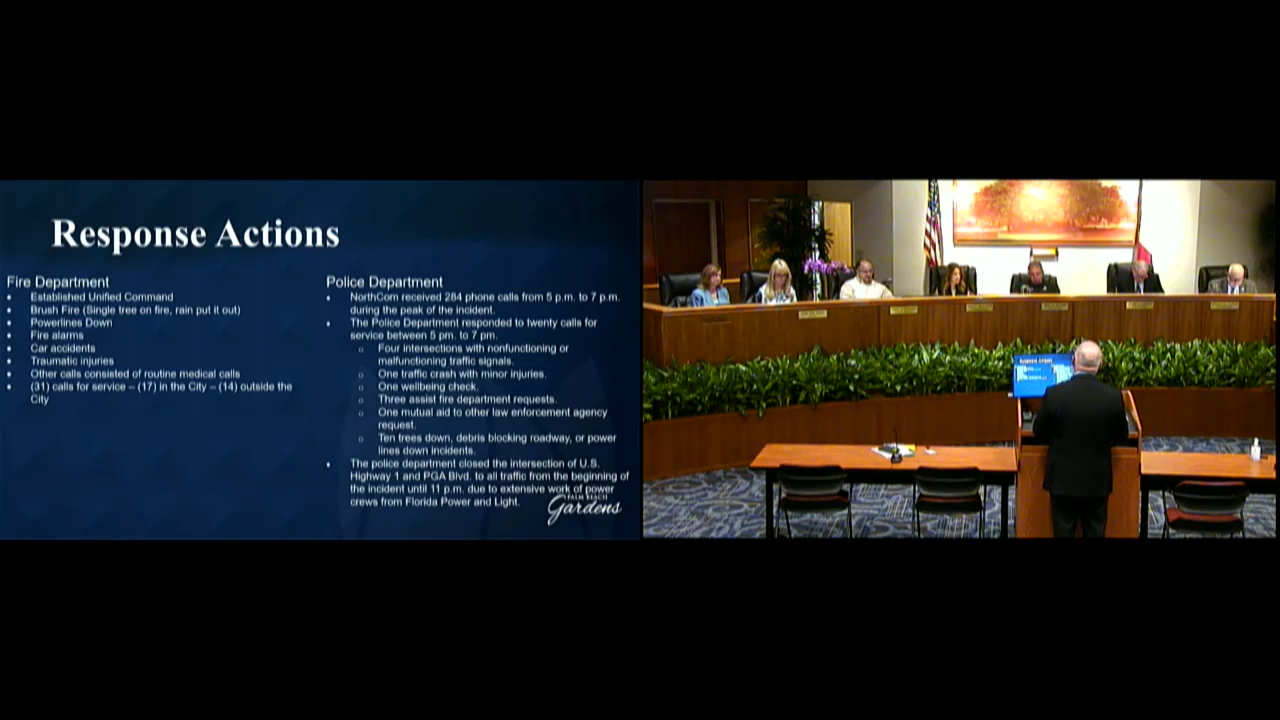 Response Actions
Fire Department
• Established Unified Command
• Brush Fire (Single tree on fire, rain put it out)
• Powerlines Down
• Fire alarms
• Car accidents
• Traumatic injuries
• Other calls consisted of routine medical calls
• (31) calls for service – (17) in the City – (14) outside the
City
Police Department
• NorthCom received 284 phone calls from 5 p.m. to 7 p.m.
during the peak of the incident.
• The Police Department responded to twenty calls for
service between 5 pm. to 7 pm.
o Four intersections with nonfunctioning or
malfunctioning traffic signals.
o One traffic crash with minor injuries.
o One wellbeing check.
o Three assist fire department requests.
o One mutual aid to other law enforcement agency
request.
o Ten trees down, debris blocking roadway, or power
lines down incidents.
• The police department closed the intersection of U.S.
Highway 1 and PGA Blvd. to all traffic from the beginning of
the incident until 11 p.m. due to extensive work of power
crews from Florida Power and Light.
PALM BEACH
Gardens
Response Actions